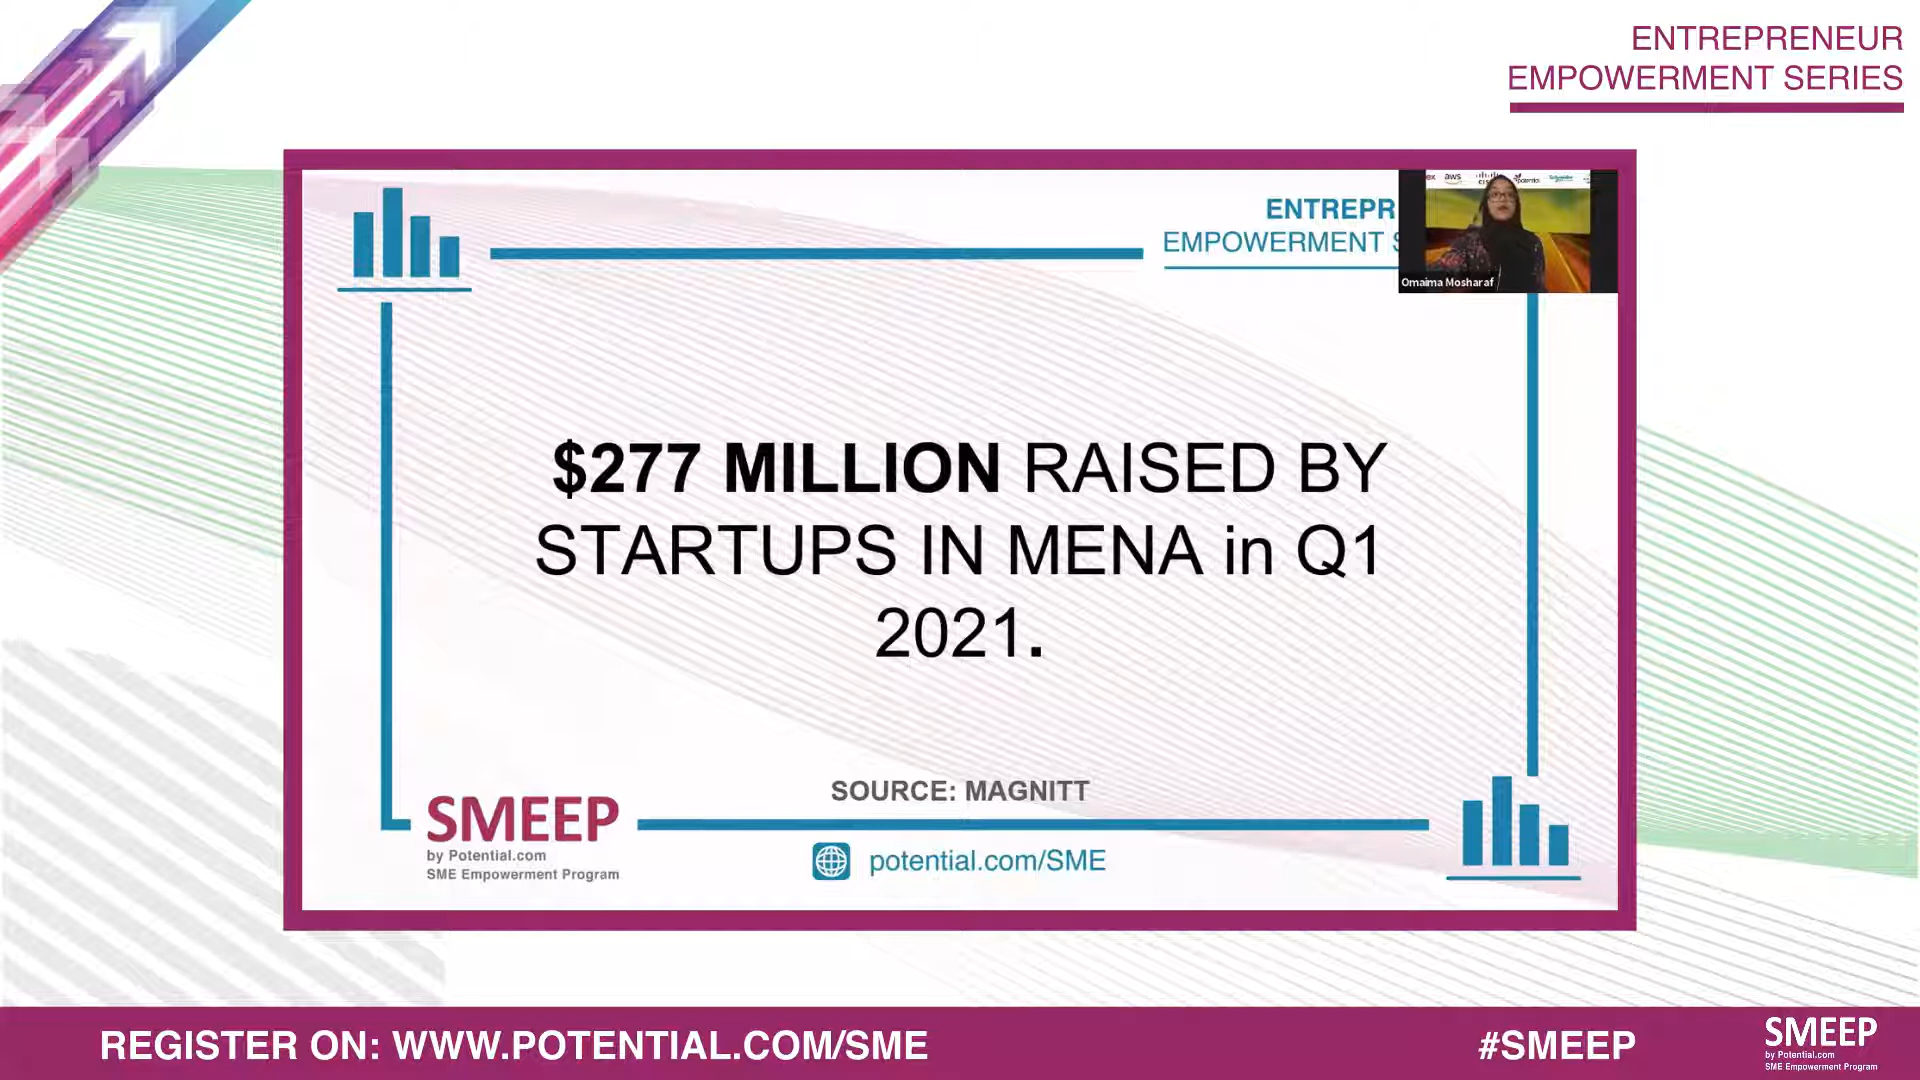 ENTREPRENEUR
EMPOWERMENT SERIES
ENTREPR
EMPOWERMENT
aws
potential
Omaima Mosharaf
$277 MILLION RAISED BY
STARTUPS IN MENA in Q1
2021.
SOURCE: MAGNITT
SMEEP
by Potential.com
SME Empowerment Program
potential.com/SME
REGISTER ON: WWW.POTENTIAL.COM/SME
#SMEEP
SMEEP
by Potential.com
SME Empowerment Program